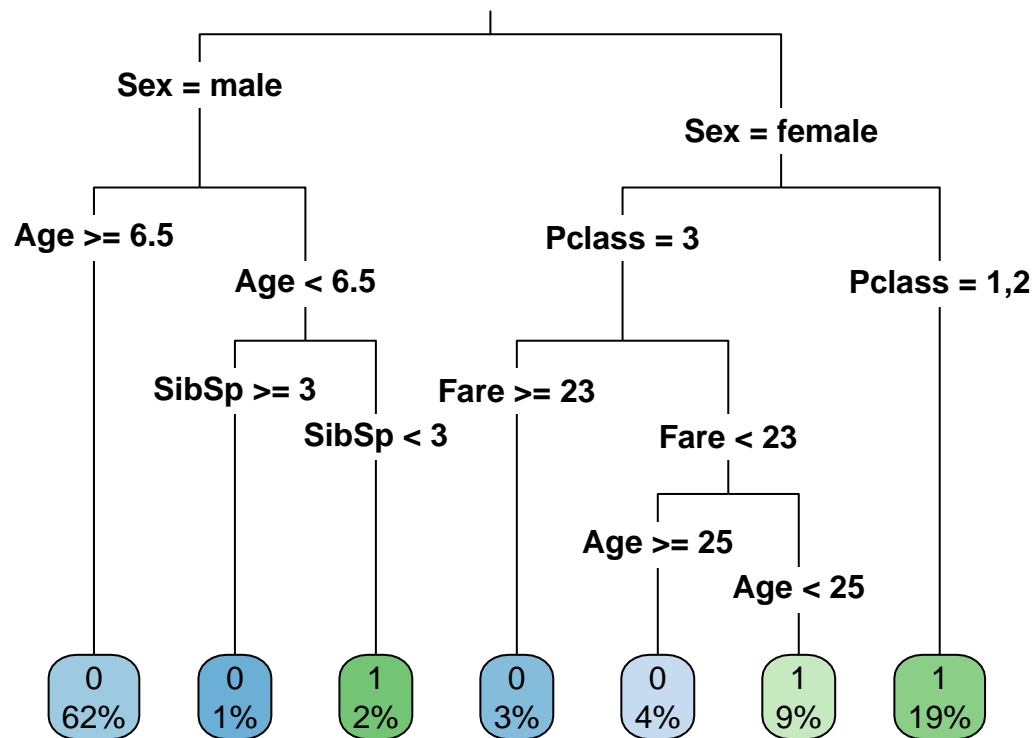 Sex = male
Sex = female
Age >= 6.5
Pclass = 3
Age < 6.5
Pclass = 1,2
SibSp >= 3
Fare >= 23
SibSp < 3
Fare < 23
Age >= 25
Age < 25
0
62%
0
1%
1
2%
0
3%
0
4%
1
9%
1
19%